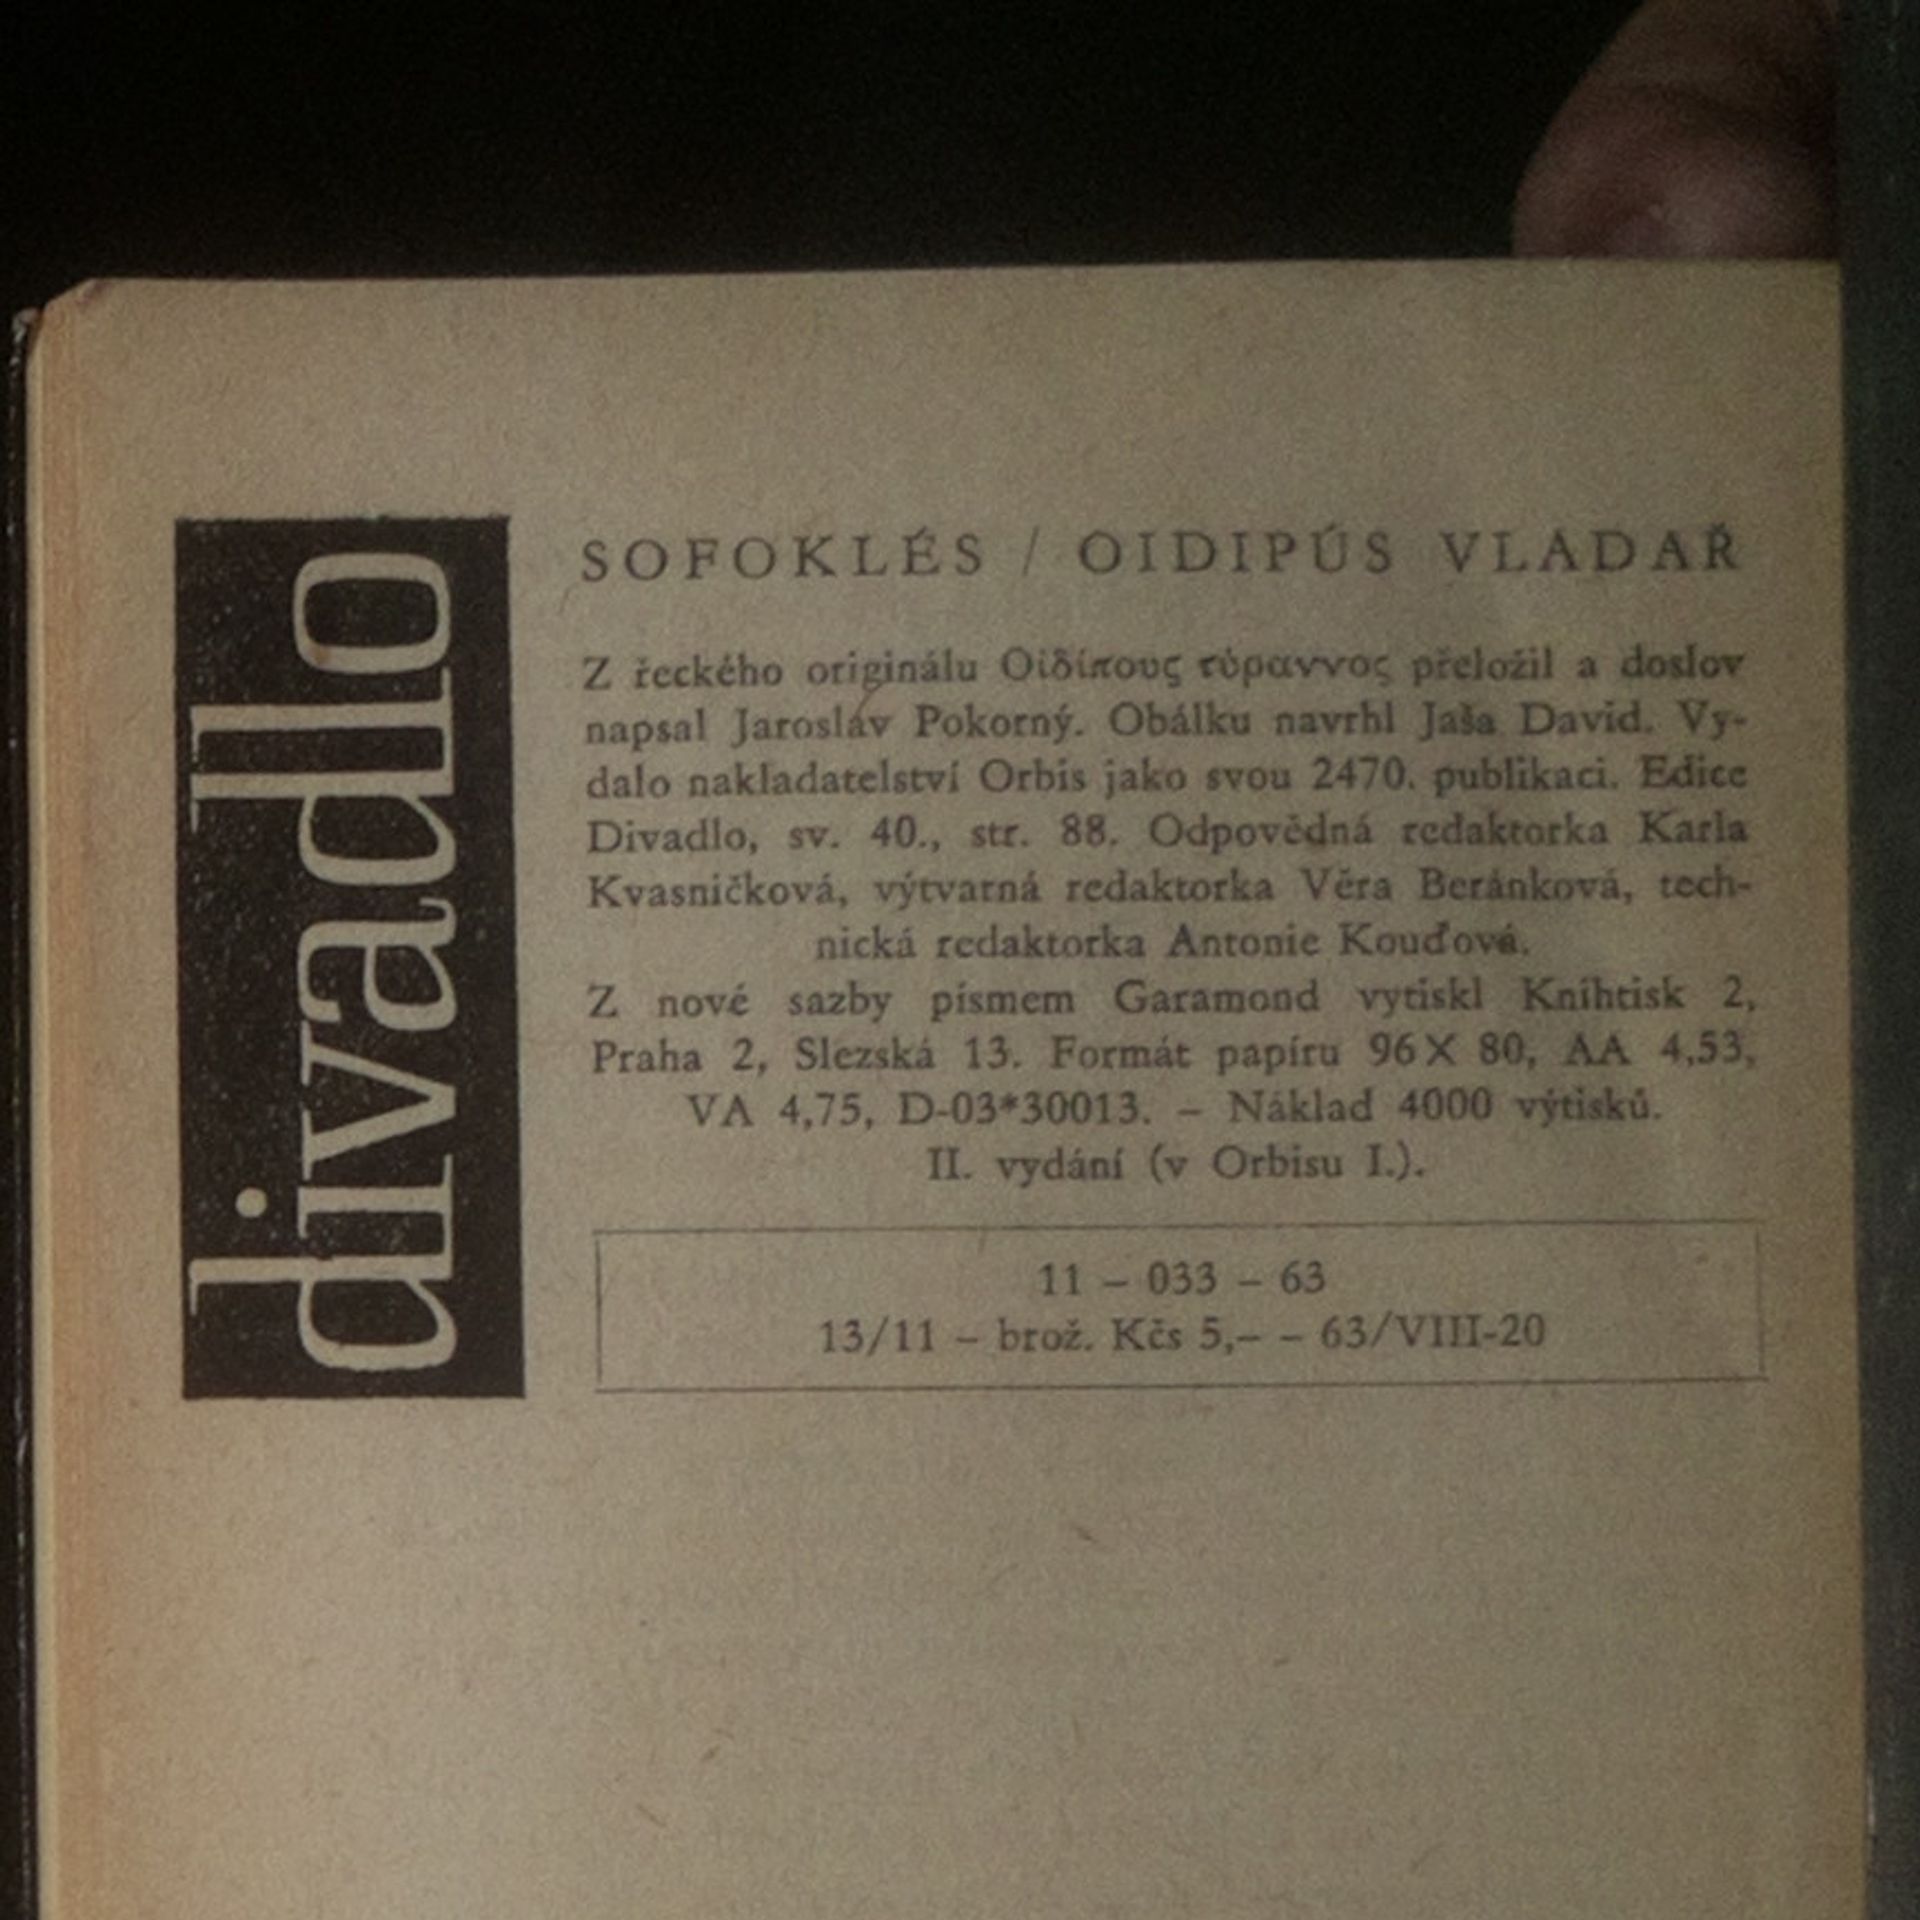 divadlo
SOFOKLÉS / OIDIPÚS VLADAŘ
Z řeckého originálu Οἰδίπους τύραννος přeložil a doslov
napsal Jaroslav Pokorný. Obálku navrhl Jaša David. Vy-
dalo nakladatelství Orbis jako svou 2470. publikaci. Edice
Divadlo, sv. 40., str. 88. Odpovědná redaktorka Karla
Kvasničková, výtvarná redaktorka Věra Beránková, tech-
nická redaktorka Antonie Kouďová.
Z nové sazby písmem Garamond vytiskl Knihtisk 2,
Praha 2, Slezská 13. Formát papíru 96 X 80, AA 4,53,
VA 4,75, D-03*30013. – Náklad 4000 výtisků.
II. vydání (v Orbisu I.).
11 – 033 – 63
13/11 – brož. Kčs 5,– – 63/VIII-20